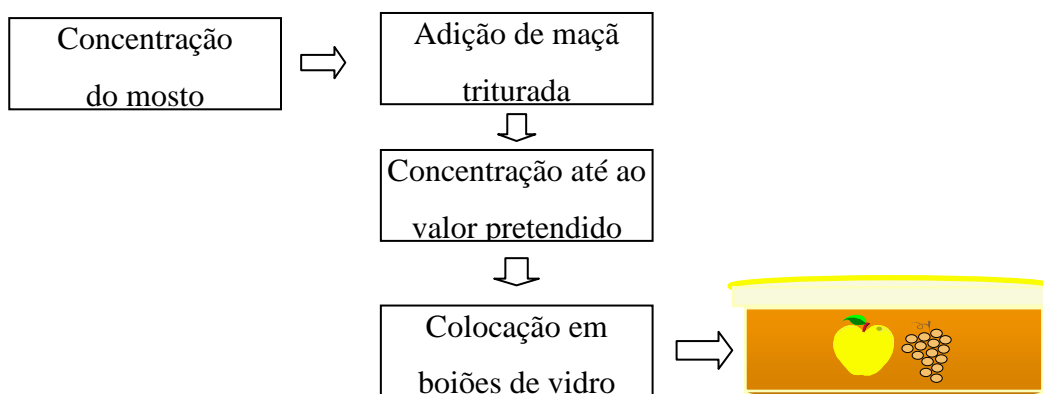 Concentração
do mosto
Adição de maçã
triturada
Concentração até ao
valor pretendido
Colocação em
boiões de vidro